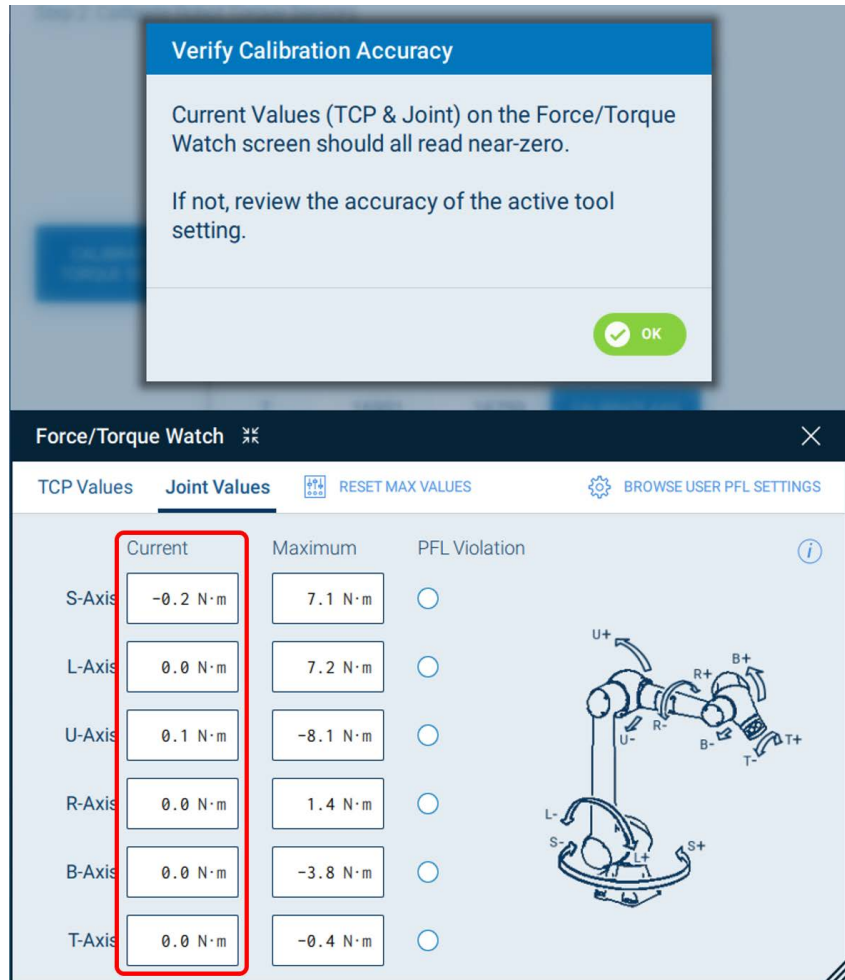 Verify Calibration Accuracy
Current Values (TCP & Joint) on the Force/Torque
Watch screen should all read near-zero.
If not, review the accuracy of the active tool
setting.
OK
Force/Torque Watch
TCP Values Joint Values RESET MAX VALUES BROWSE USER PFL SETTINGS
Current Maximum PFL Violation i
S-Axis -0.2 N·m 7.1 N·m
L-Axis 0.0 N·m 7.2 N·m
U-Axis 0.1 N·m -8.1 N·m
R-Axis 0.0 N·m 1.4 N·m
B-Axis 0.0 N·m -3.8 N·m
T-Axis 0.0 N·m -0.4 N·m
U+
B+
R+
R-
U-
B-
T+
T-
L-
S-
L+
S+